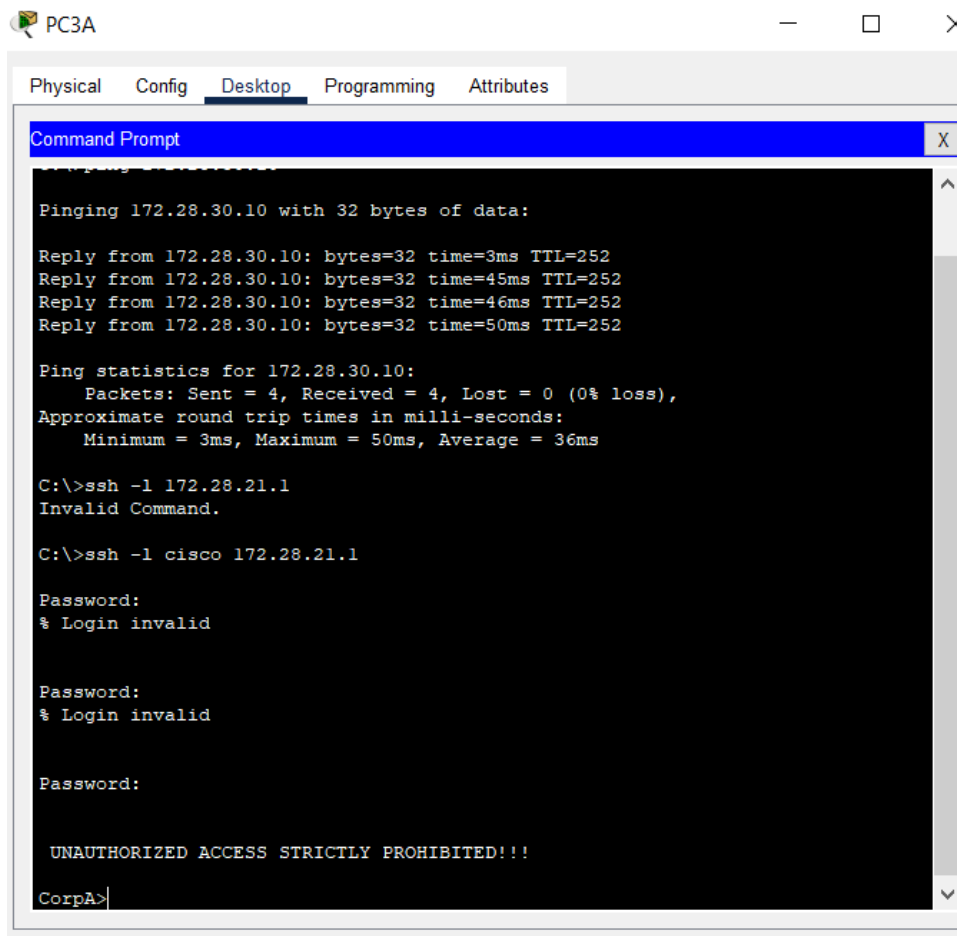 PC3A
Physical Config Desktop Programming Attributes
Command Prompt
X
Pinging 172.28.30.10 with 32 bytes of data:
Reply from 172.28.30.10: bytes=32 time=3ms TTL=252
Reply from 172.28.30.10: bytes=32 time=45ms TTL=252
Reply from 172.28.30.10: bytes=32 time=46ms TTL=252
Reply from 172.28.30.10: bytes=32 time=50ms TTL=252
Ping statistics for 172.28.30.10:
Packets: Sent = 4, Received = 4, Lost = 0 (0% loss),
Approximate round trip times in milli-seconds:
Minimum = 3ms, Maximum = 50ms, Average = 36ms
C:\>ssh -l 172.28.21.1
Invalid Command.
C:\>ssh -l cisco 172.28.21.1
Password:
% Login invalid
Password:
% Login invalid
Password:
UNAUTHORIZED ACCESS STRICTLY PROHIBITED!!!
CorpA>